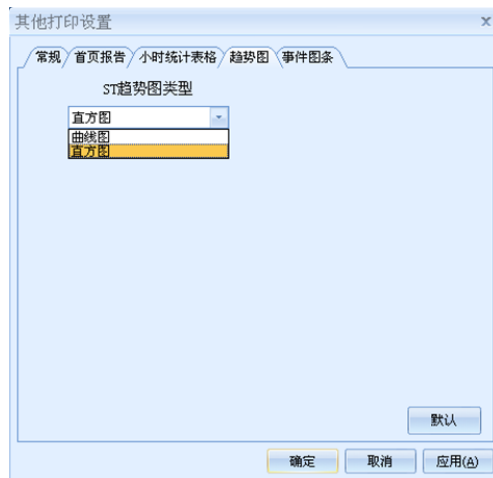 其他打印设置 x
常规 首页报告 小时统计表格 趋势图 事件图条
ST趋势图类型
直方图
曲线图
直方图
默认
确定 取消 应用(A)